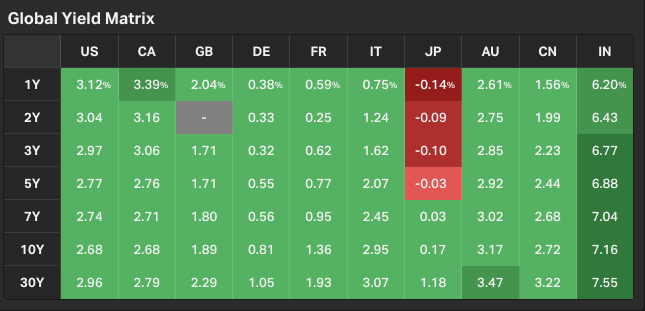 Global Yield Matrix
US CA GB DE FR IT JP AU CN IN
1Y 3.12% 3.39% 2.04% 0.38% 0.59% 0.75% -0.14% 2.61% 1.56% 6.20%
2Y 3.04 3.16 - 0.33 0.25 1.24 -0.09 2.75 1.99 6.43
3Y 2.97 3.06 1.71 0.32 0.62 1.62 -0.10 2.85 2.23 6.77
5Y 2.77 2.76 1.71 0.55 0.77 2.07 -0.03 2.92 2.44 6.88
7Y 2.74 2.71 1.80 0.56 0.95 2.45 0.03 3.02 2.68 7.04
10Y 2.68 2.68 1.89 0.81 1.36 2.95 0.17 3.17 2.72 7.16
30Y 2.96 2.79 2.29 1.05 1.93 3.07 1.18 3.47 3.22 7.55